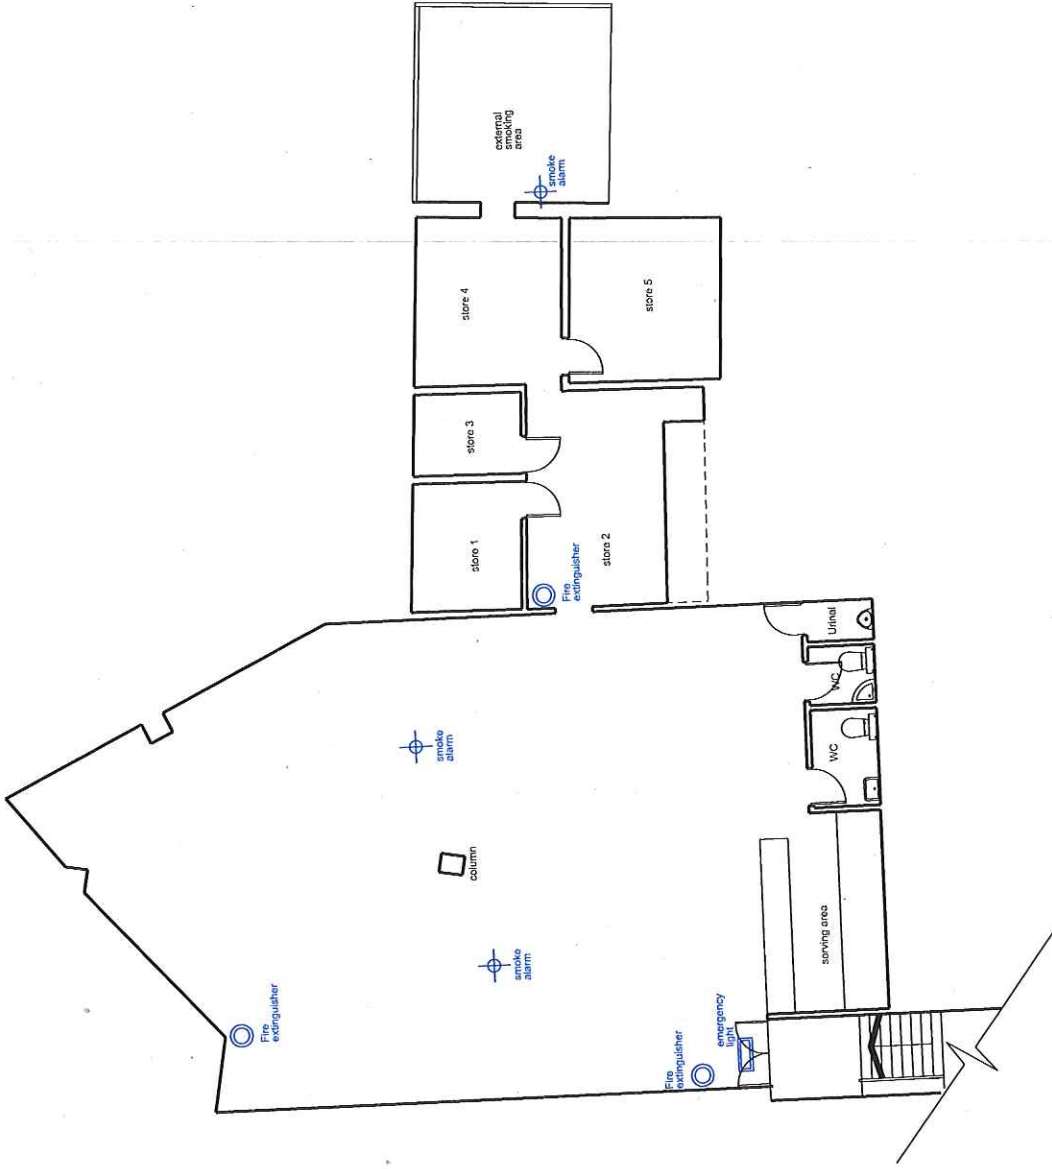 external
smoking
area
smoke
alarm
store 4
store 5
store 3
store 1
store 2
Fire
extinguisher
Urinal
WC
WC
smoke
alarm
column
serving area
smoke
alarm
Fire
extinguisher
emergency
light
Fire
extinguisher